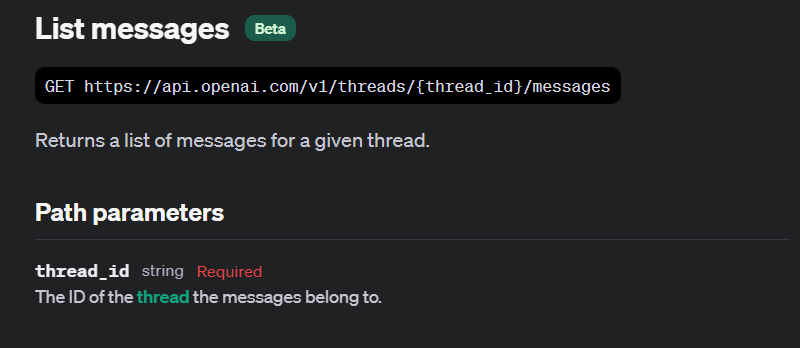 List messages Beta
GET https://api.openai.com/v1/threads/{thread_id}/messages
Returns a list of messages for a given thread.
Path parameters
thread_id string Required
The ID of the thread the messages belong to.